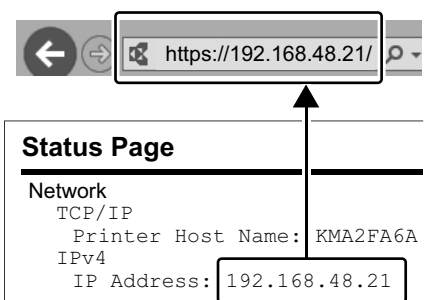 https://192.168.48.21/
Status Page
Network
TCP/IP
Printer Host Name: KMA2FA6A
IPv4
IP Address: 192.168.48.21